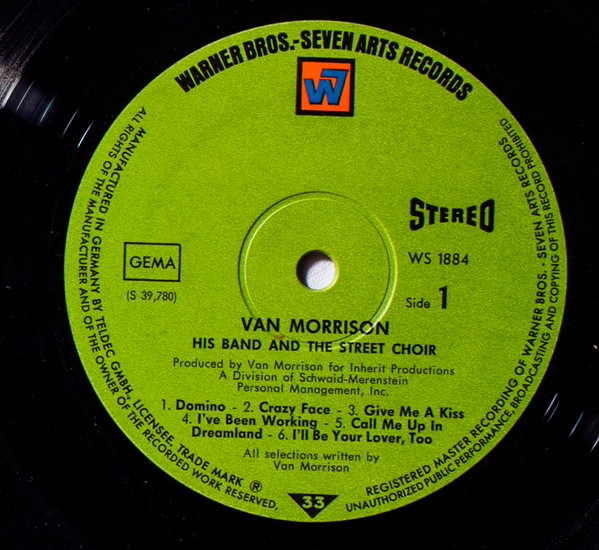 WARNER BROS.-SEVEN ARTS RECORDS
W7
STEREO
WS 1884
Side 1
GEMA
(S 39,780)
VAN MORRISON
HIS BAND AND THE STREET CHOIR
Produced by Van Morrison for Inherit Productions
A Division of Schwaid-Merenstein
Personal Management, Inc.
1. Domino - 2. Crazy Face - 3. Give Me A Kiss
4. I've Been Working - 5. Call Me Up In
Dreamland - 6. I'll Be Your Lover, Too
All selections written by
Van Morrison
33
MANUFACTURED IN GERMANY BY TELDEC GMBH., LICENSEE, TRADE MARK ®
ALL RIGHTS OF THE MANUFACTURER AND OF THE OWNER OF THE RECORDED WORK RESERVED,
REGISTERED MASTER RECORDING OF WARNER BROS. - SEVEN ARTS RECORDS
UNAUTHORIZED PUBLIC PERFORMANCE, BROADCASTING AND COPYING OF THIS RECORD PROHIBITED